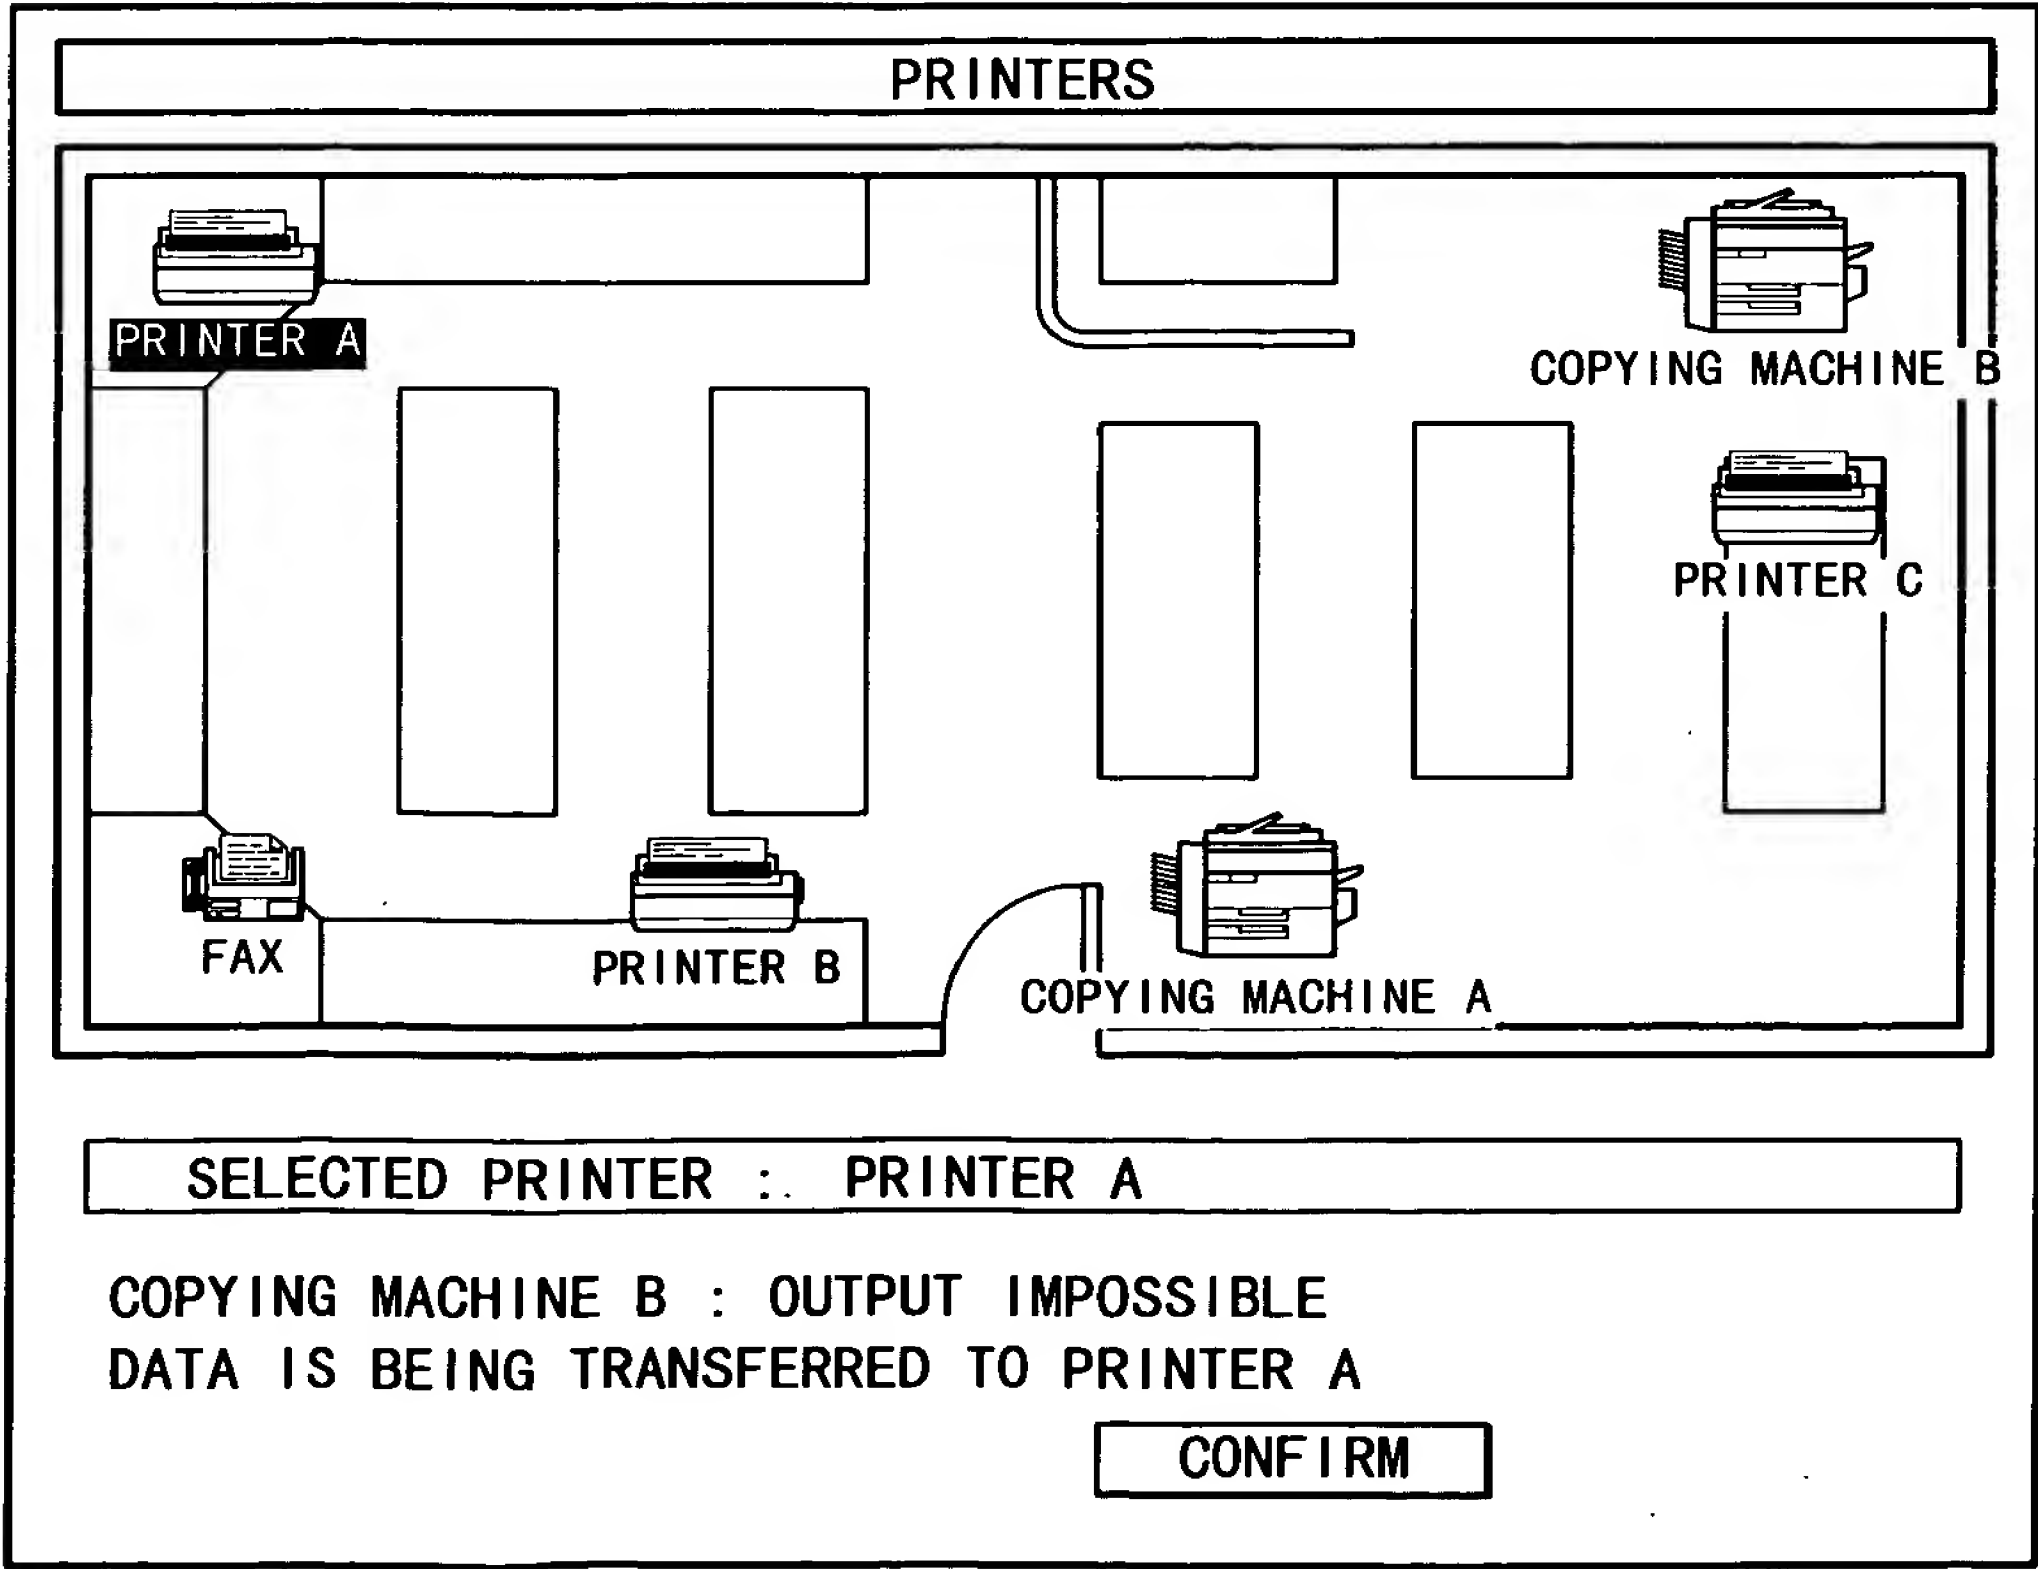 PRINTERS
PRINTER A
COPYING MACHINE B
PRINTER C
FAX
PRINTER B
COPYING MACHINE A
SELECTED PRINTER : PRINTER A
COPYING MACHINE B : OUTPUT IMPOSSIBLE
DATA IS BEING TRANSFERRED TO PRINTER A
CONFIRM